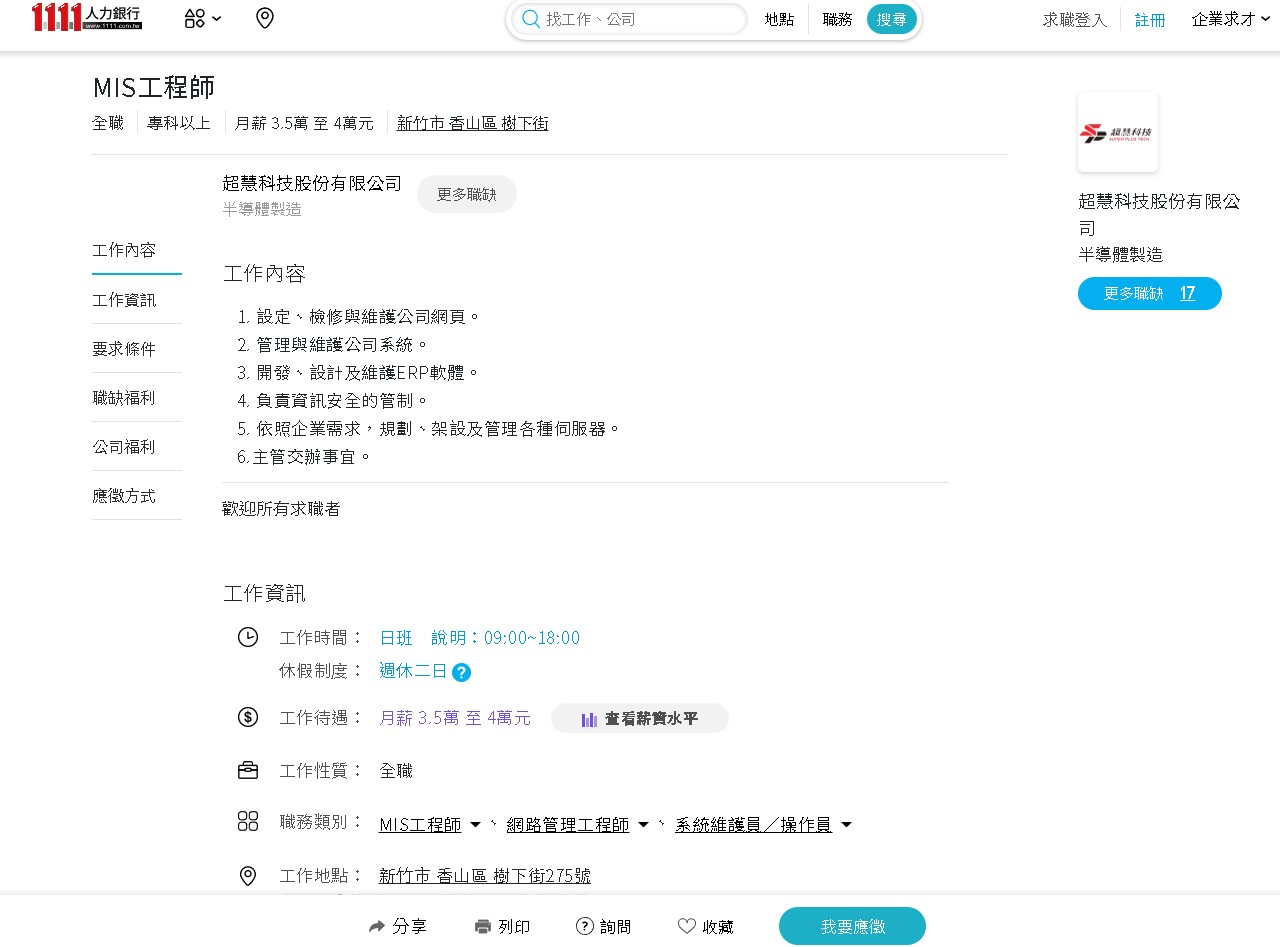 1111 人力銀行
www.1111.com.tw
找工作、公司
地點
職務
搜尋
求職登入
註冊
企業求才
MIS工程師
全職 專科以上 月薪 3.5萬 至 4萬元 新竹市 香山區 樹下街
超慧科技
SUPER PLUS TECH
超慧科技股份有限公司
半導體製造
更多職缺
超慧科技股份有限公
司
半導體製造
更多職缺 17
工作內容
工作資訊
要求條件
職缺福利
公司福利
應徵方式
工作內容
1. 設定、檢修與維護公司網頁。
2. 管理與維護公司系統。
3. 開發、設計及維護ERP軟體。
4. 負責資訊安全的管制。
5. 依照企業需求，規劃、架設及管理各種伺服器。
6.主管交辦事宜。
歡迎所有求職者
工作資訊
工作時間： 日班 說明：09:00~18:00
休假制度： 週休二日 ?
工作待遇： 月薪 3.5萬 至 4萬元 查看薪資水平
工作性質： 全職
職務類別： MIS工程師 、 網路管理工程師 、 系統維護員／操作員
工作地點： 新竹市 香山區 樹下街275號
分享 列印 詢問 收藏 我要應徵